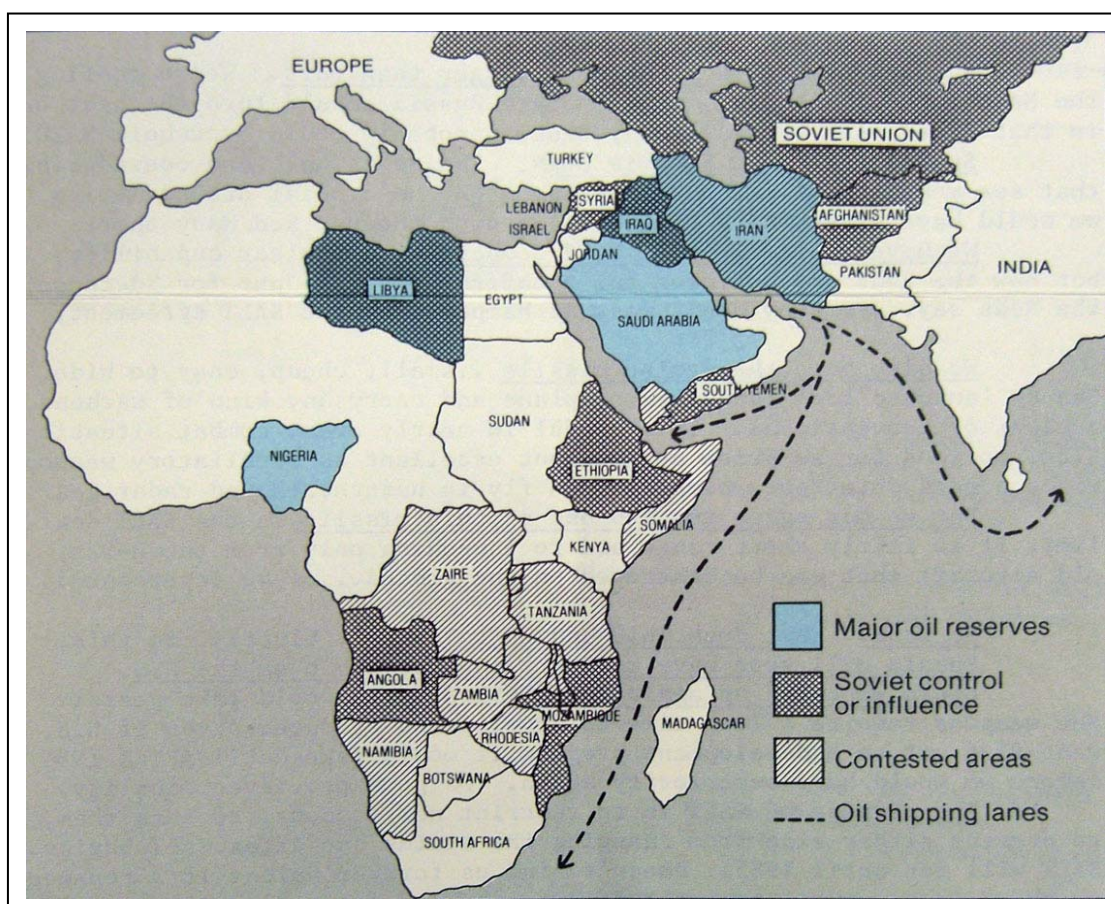 EUROPE
SOVIET UNION
TURKEY
LEBANON
SYRIA
ISRAEL
IRAQ
IRAN
AFGHANISTAN
JORDAN
PAKISTAN
INDIA
LIBYA
EGYPT
SAUDI ARABIA
SOUTH YEMEN
SUDAN
NIGERIA
ETHIOPIA
SOMALIA
KENYA
ZAIRE
TANZANIA
ANGOLA
ZAMBIA
MOZAMBIQUE
MADAGASCAR
RHODESIA
NAMIBIA
BOTSWANA
SOUTH AFRICA
Major oil reserves
Soviet control
or influence
Contested areas
Oil shipping lanes